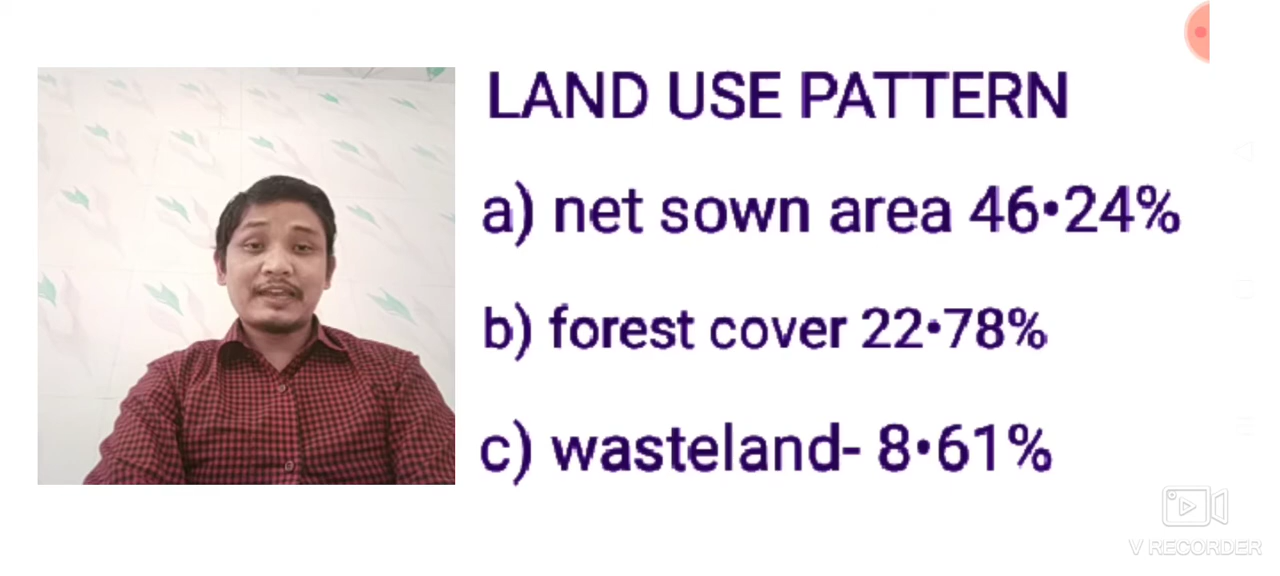 LAND USE PATTERN
a) net sown area 46•24%
b) forest cover 22•78%
c) wasteland- 8•61%
V RECORDER